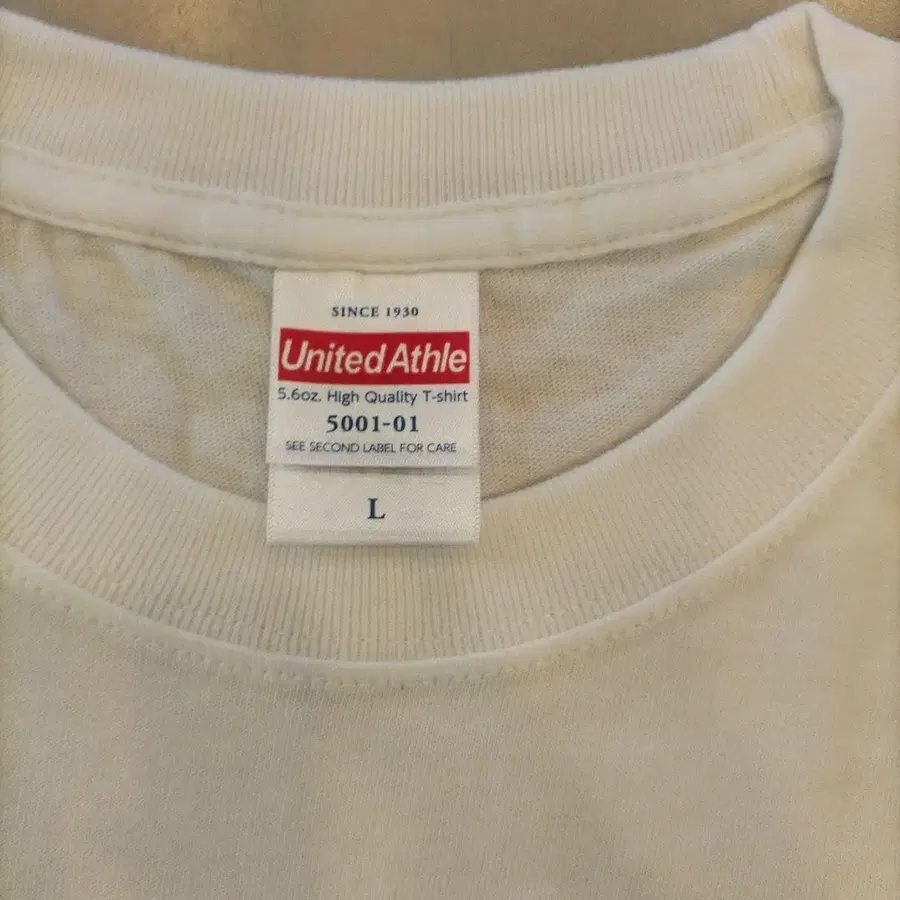 SINCE 1930
United Athle
5.6oz. High Quality T-shirt
5001-01
SEE SECOND LABEL FOR CARE
L